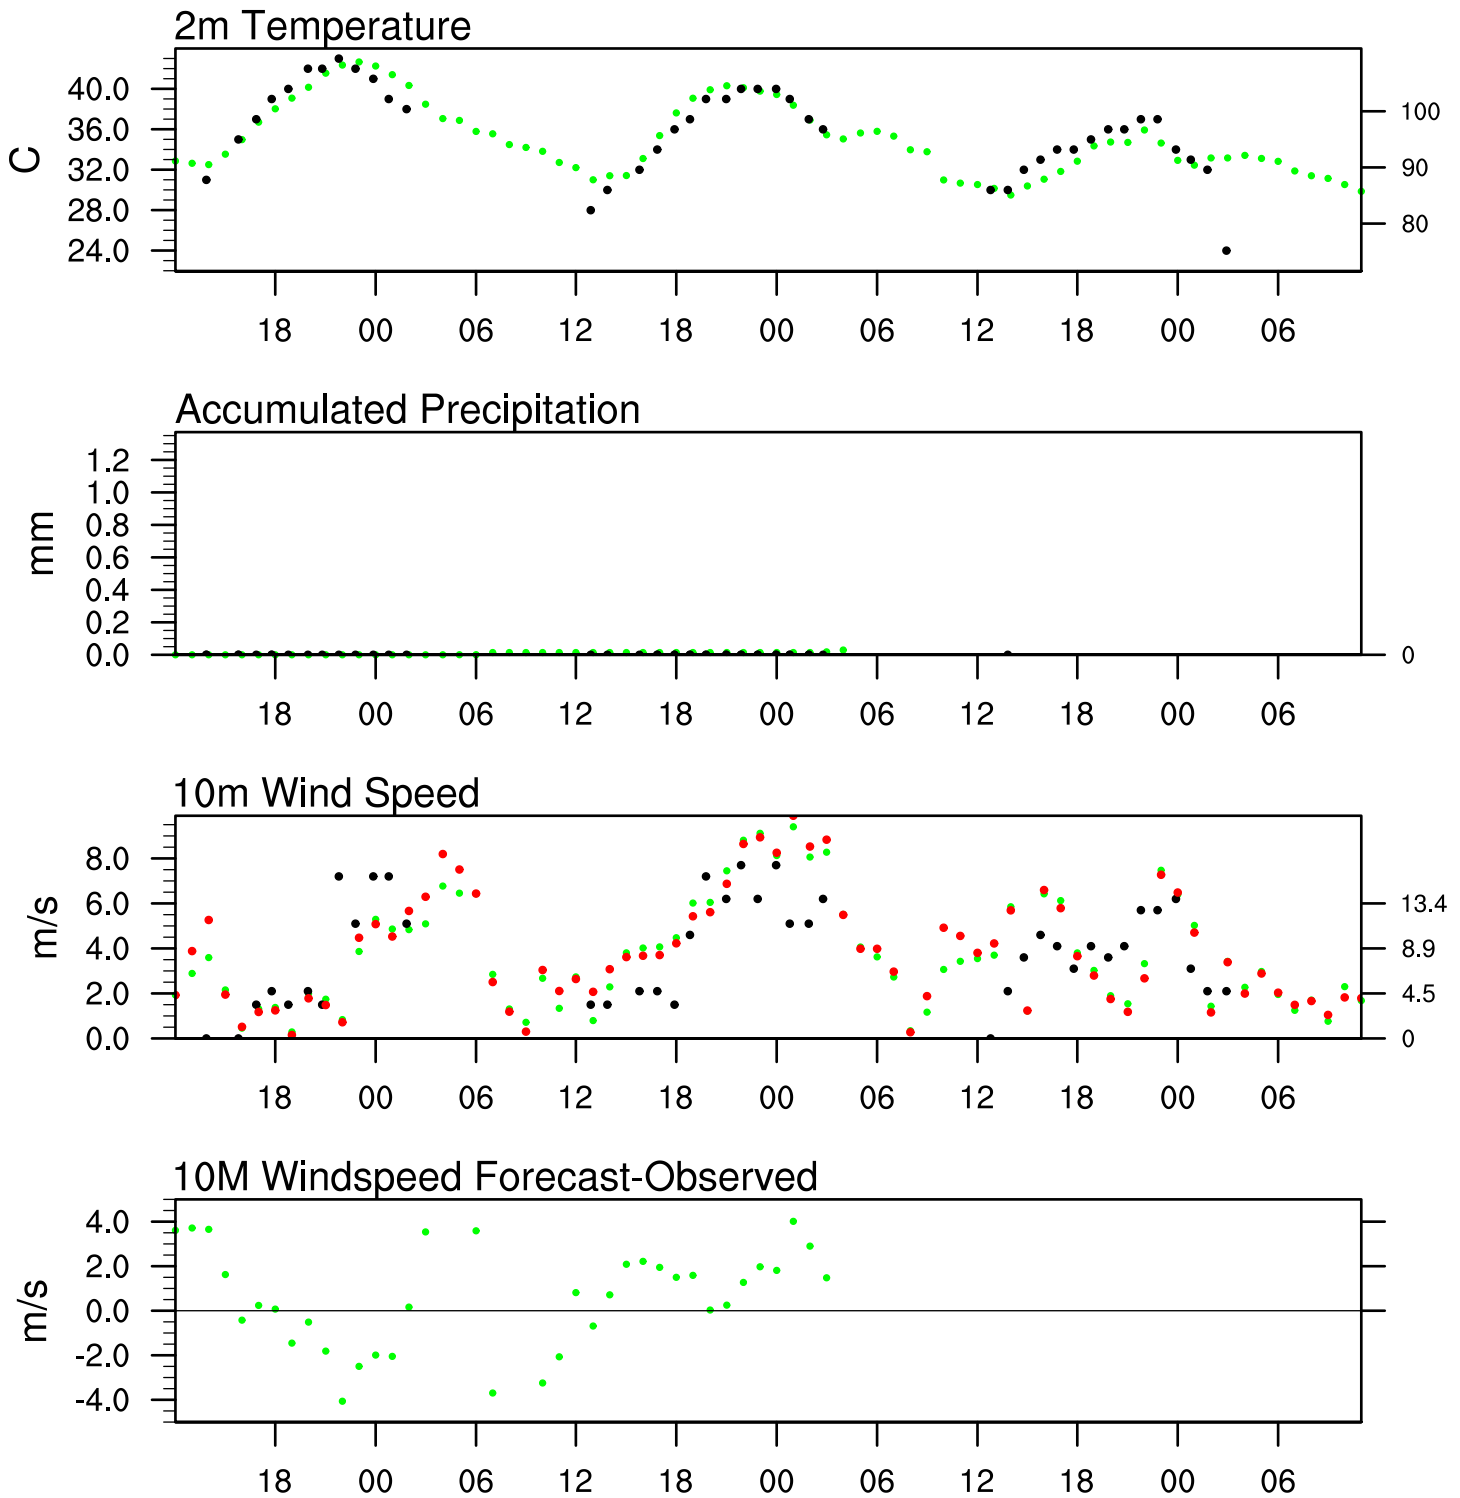 2m Temperature
C
40.0
36.0
32.0
28.0
24.0
100
90
80
18 00 06 12 18 00 06 12 18 00 06
Accumulated Precipitation
mm
1.2
1.0
0.8
0.6
0.4
0.2
0.0
0
18 00 06 12 18 00 06 12 18 00 06
10m Wind Speed
m/s
8.0
6.0
4.0
2.0
0.0
13.4
8.9
4.5
0
18 00 06 12 18 00 06 12 18 00 06
10M Windspeed Forecast-Observed
m/s
4.0
2.0
0.0
-2.0
-4.0
18 00 06 12 18 00 06 12 18 00 06